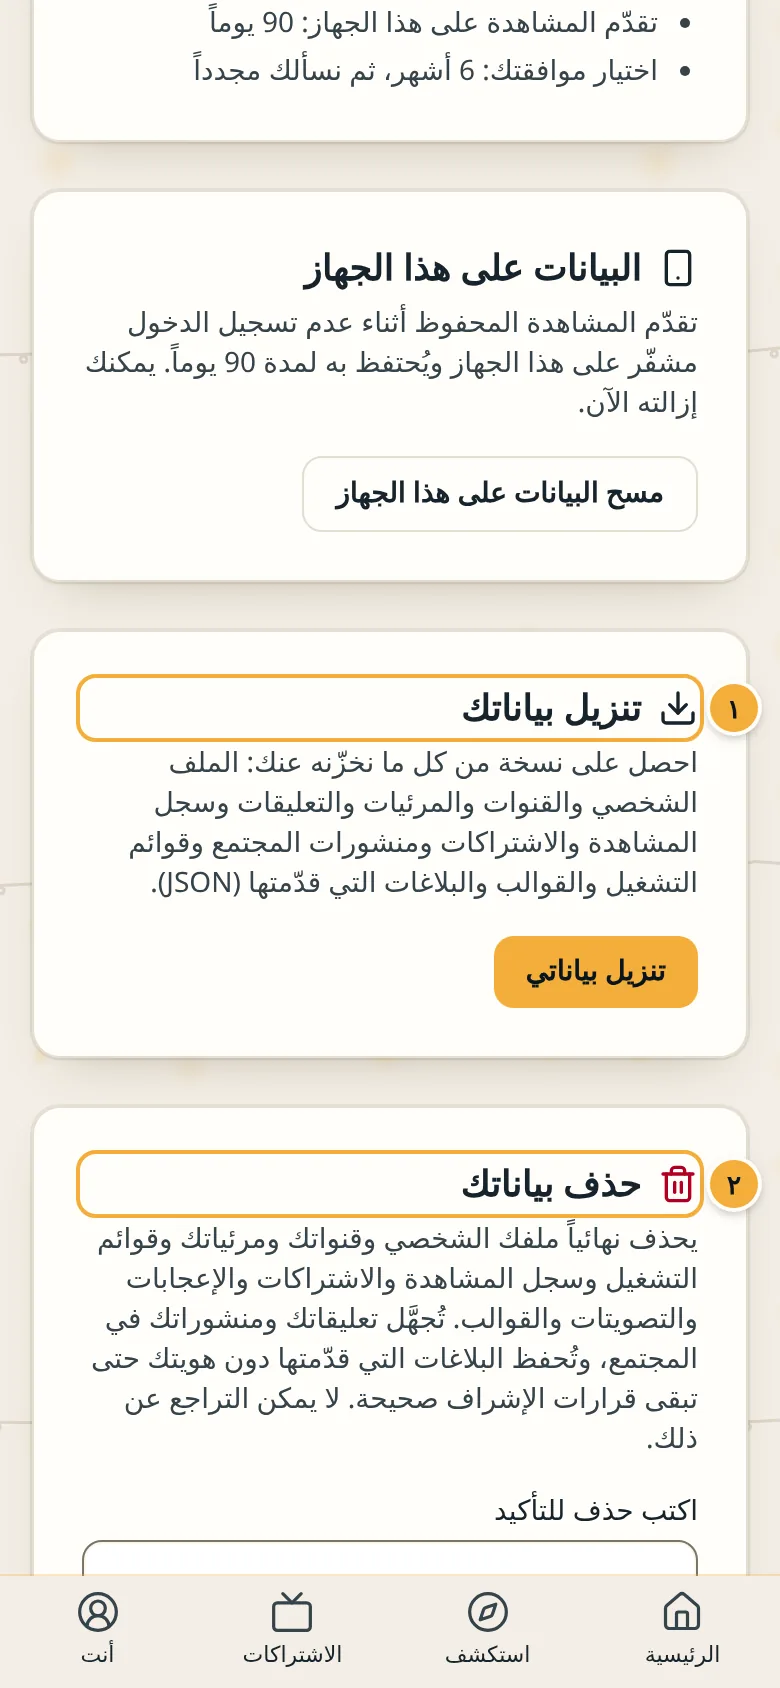 تقدّم المشاهدة على هذا الجهاز: 90 يوماً
اختيار موافقتك: 6 أشهر، ثم نسألك مجدداً
البيانات على هذا الجهاز
تقدّم المشاهدة المحفوظ أثناء عدم تسجيل الدخول
مشفّر على هذا الجهاز ويُحتفظ به لمدة 90 يوماً. يمكنك
إزالته الآن.
مسح البيانات على هذا الجهاز
١
تنزيل بياناتك
احصل على نسخة من كل ما نخزّنه عنك: الملف
الشخصي والقنوات والمرئيات والتعليقات وسجل
المشاهدة والاشتراكات ومنشورات المجتمع وقوائم
التشغيل والقوالب والبلاغات التي قدّمتها (JSON).
تنزيل بياناتي
٢
حذف بياناتك
يحذف نهائياً ملفك الشخصي وقنواتك ومرئياتك وقوائم
التشغيل وسجل المشاهدة والاشتراكات والإعجابات
والتصويتات والقوالب. تُجهَّل تعليقاتك ومنشوراتك في
المجتمع، وتُحفظ البلاغات التي قدّمتها دون هويتك حتى
تبقى قرارات الإشراف صحيحة. لا يمكن التراجع عن
ذلك.
اكتب حذف للتأكيد
الرئيسية
استكشف
الاشتراكات
أنت